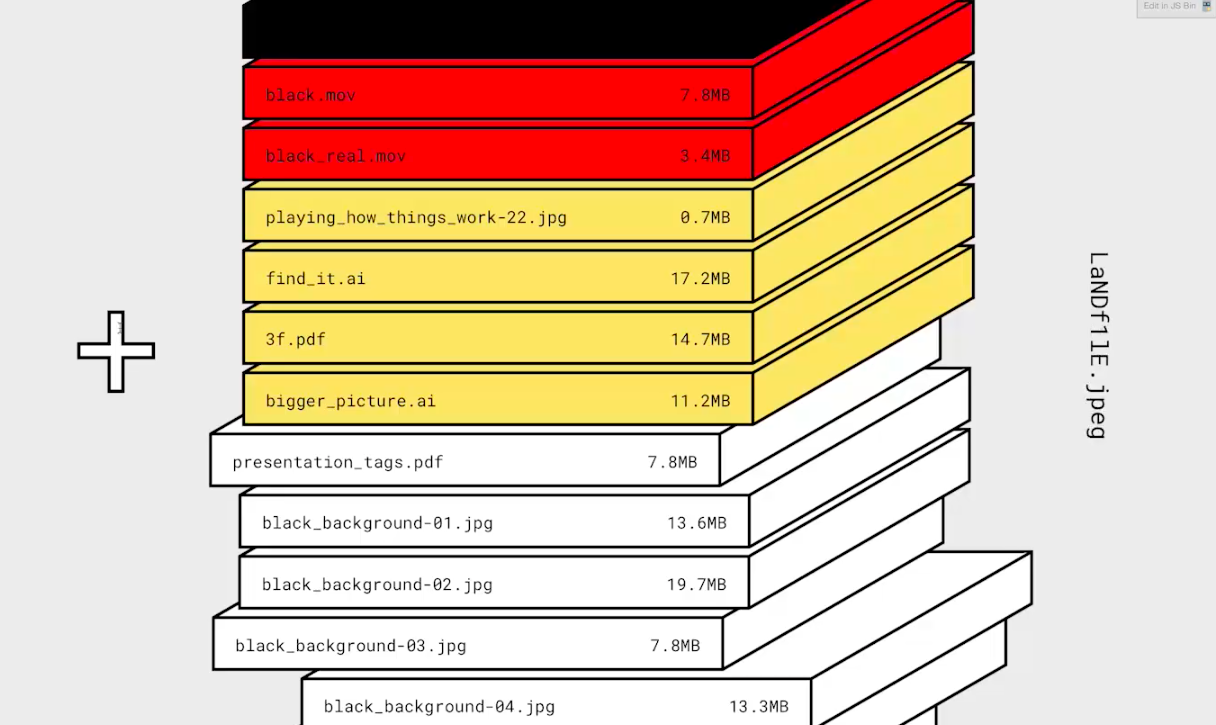 Edit in JS Bin
black.mov 7.8MB
black_real.mov 3.4MB
playing_how_things_work-22.jpg 0.7MB
find_it.ai 17.2MB
3f.pdf 14.7MB
bigger_picture.ai 11.2MB
presentation_tags.pdf 7.8MB
black_background-01.jpg 13.6MB
black_background-02.jpg 19.7MB
black_background-03.jpg 7.8MB
black_background-04.jpg 13.3MB
LaNDf1lE.jpeg